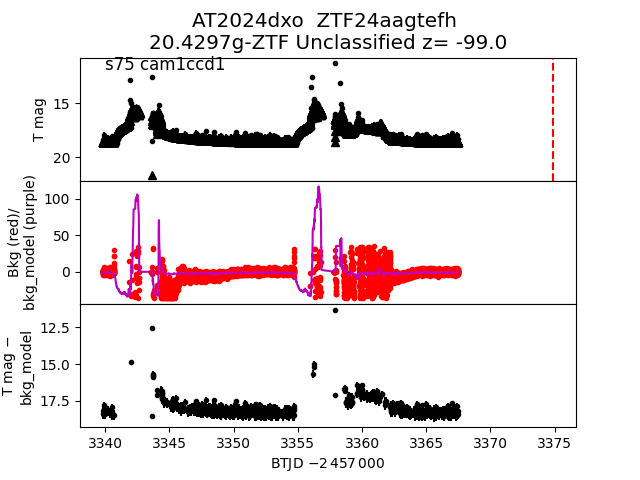 AT2024dxo  ZTF24aagtefh
20.4297g-ZTF Unclassified z= -99.0
s75 cam1ccd1
T mag
15
20
Bkg (red)/
bkg_model (purple)
100
50
0
T mag −
bkg_model
12.5
15.0
17.5
3340 3345 3350 3355 3360 3365 3370 3375
BTJD −2 457 000